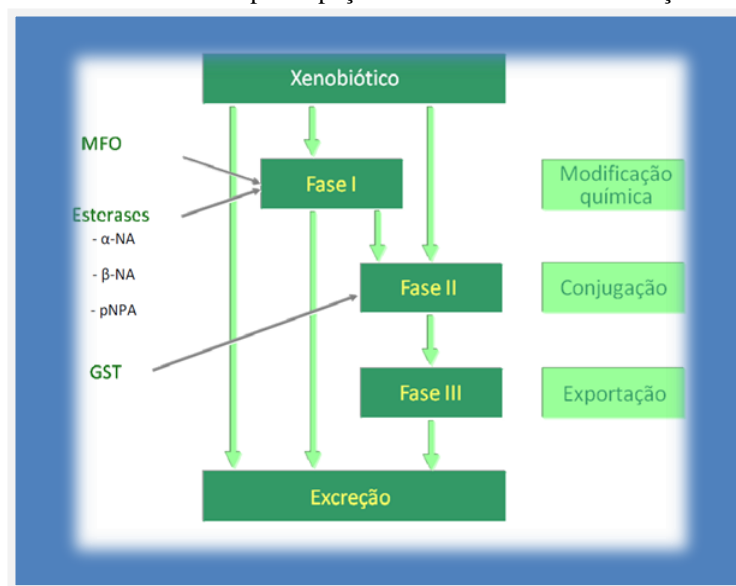 Xenobiótico
MFO
Fase I
Modificação
química
Esterases
- α-NA
- β-NA
- pNPA
Fase II
Conjugação
GST
Fase III
Exportação
Excreção